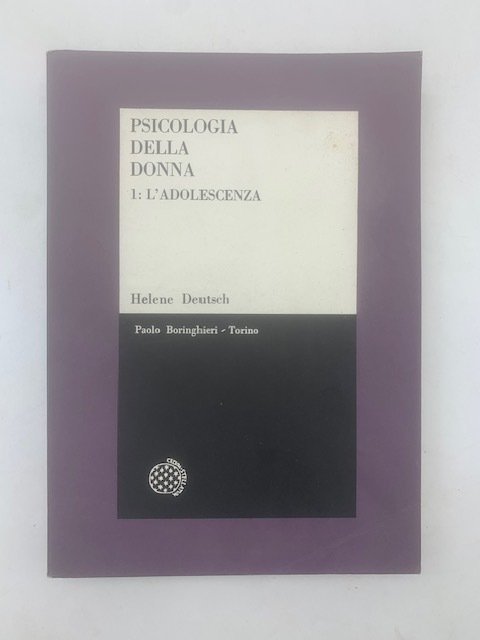 PSICOLOGIA
DELLA
DONNA
1: L'ADOLESCENZA
Helene Deutsch
Paolo Boringhieri - Torino